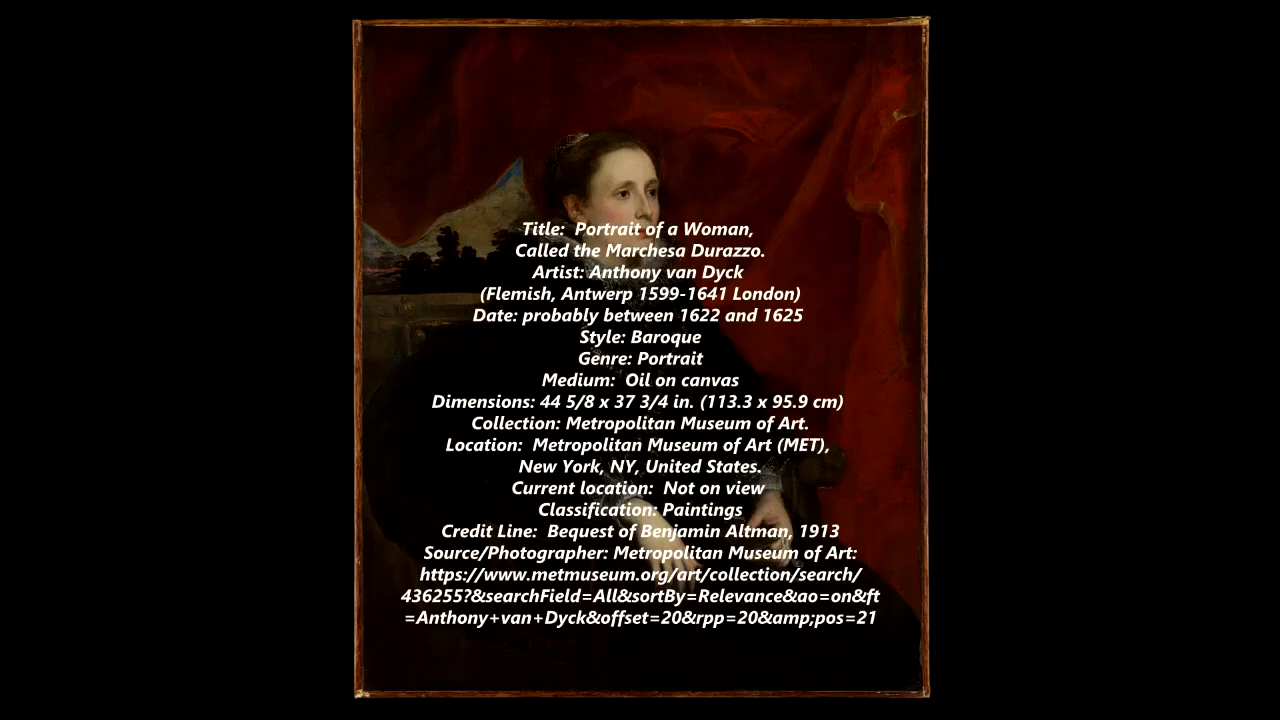 Title:  Portrait of a Woman,
Called the Marchesa Durazzo.
Artist: Anthony van Dyck
(Flemish, Antwerp 1599-1641 London)
Date: probably between 1622 and 1625
Style: Baroque
Genre: Portrait
Medium:  Oil on canvas
Dimensions: 44 5/8 x 37 3/4 in. (113.3 x 95.9 cm)
Collection: Metropolitan Museum of Art.
Location:  Metropolitan Museum of Art (MET),
New York, NY, United States.
Current location:  Not on view
Classification: Paintings
Credit Line:  Bequest of Benjamin Altman, 1913
Source/Photographer: Metropolitan Museum of Art:
https://www.metmuseum.org/art/collection/search/
436255?&searchField=All&sortBy=Relevance&ao=on&ft
=Anthony+van+Dyck&offset=20&rpp=20&amp;pos=21